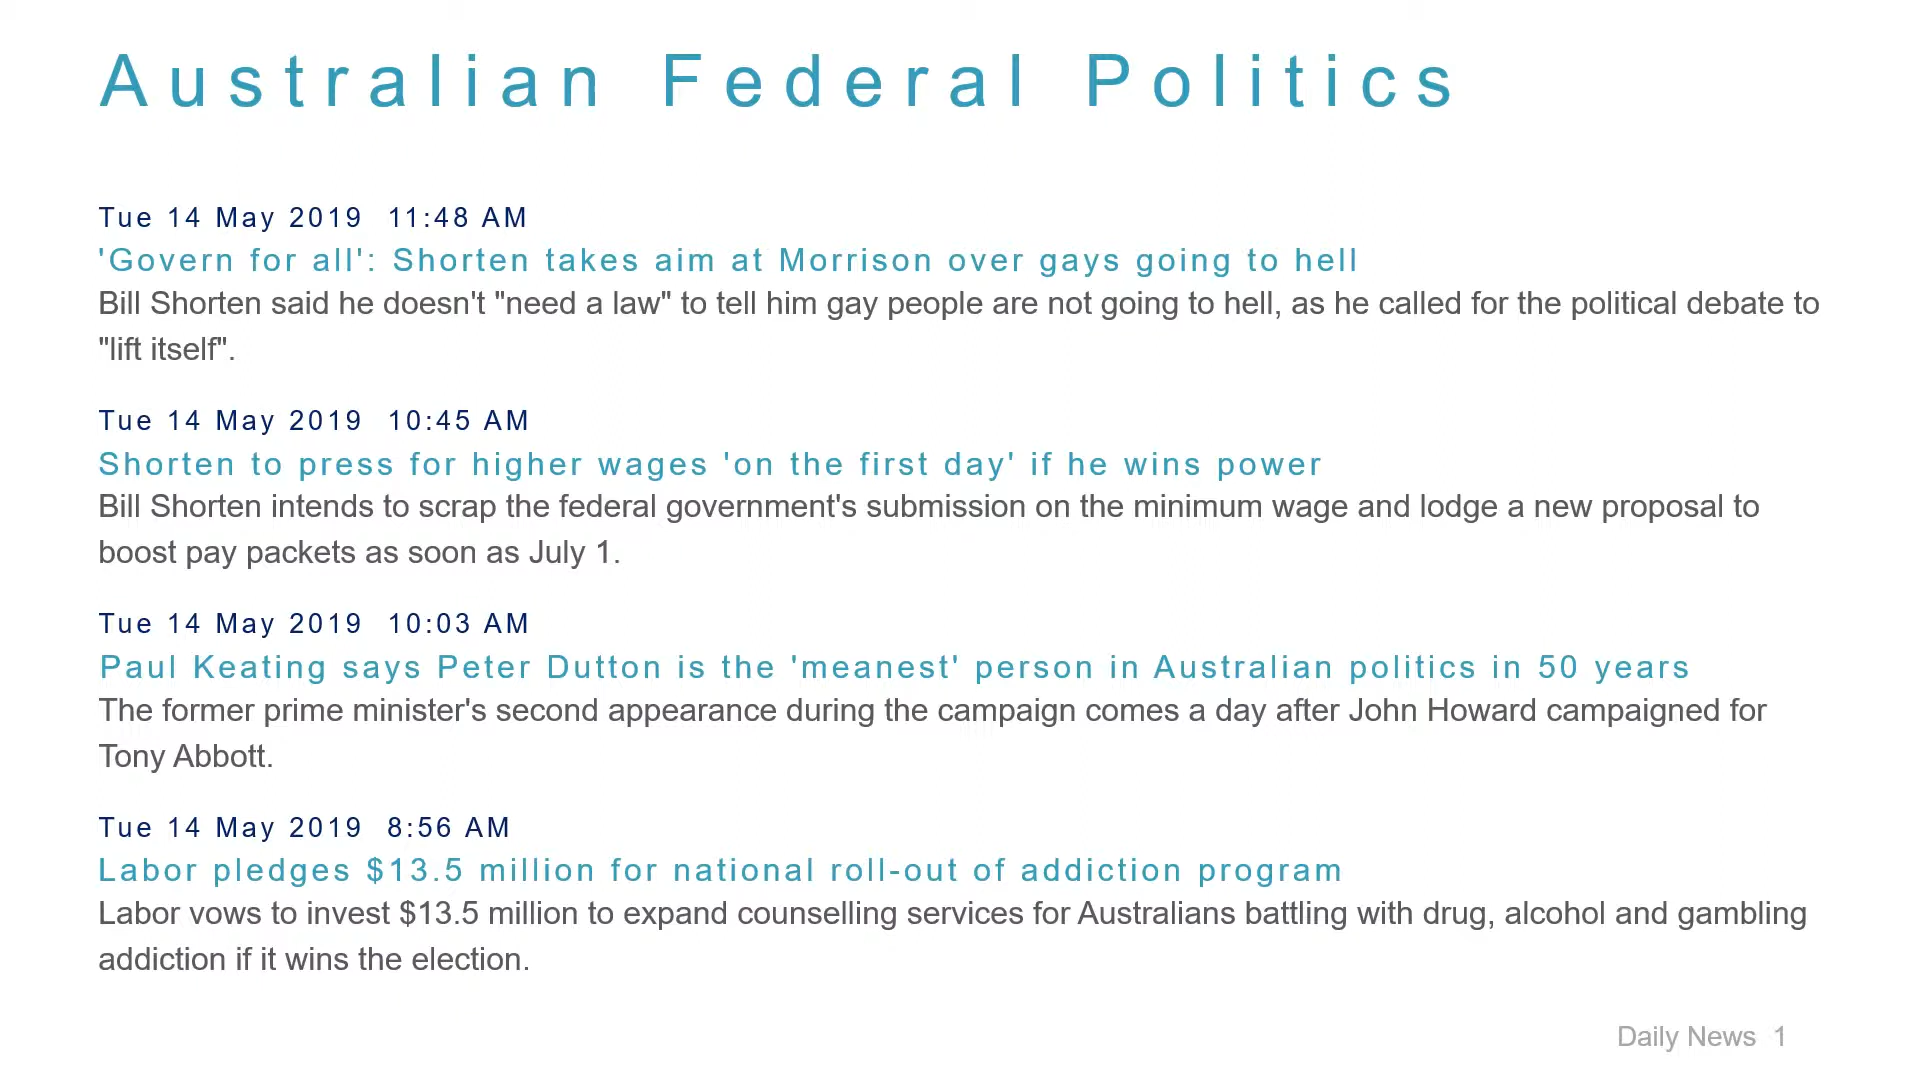 Australian Federal Politics
Tue 14 May 2019  11:48 AM
'Govern for all': Shorten takes aim at Morrison over gays going to hell
Bill Shorten said he doesn't "need a law" to tell him gay people are not going to hell, as he called for the political debate to
"lift itself".
Tue 14 May 2019  10:45 AM
Shorten to press for higher wages 'on the first day' if he wins power
Bill Shorten intends to scrap the federal government's submission on the minimum wage and lodge a new proposal to
boost pay packets as soon as July 1.
Tue 14 May 2019  10:03 AM
Paul Keating says Peter Dutton is the 'meanest' person in Australian politics in 50 years
The former prime minister's second appearance during the campaign comes a day after John Howard campaigned for
Tony Abbott.
Tue 14 May 2019  8:56 AM
Labor pledges $13.5 million for national roll-out of addiction program
Labor vows to invest $13.5 million to expand counselling services for Australians battling with drug, alcohol and gambling
addiction if it wins the election.
Daily News  1